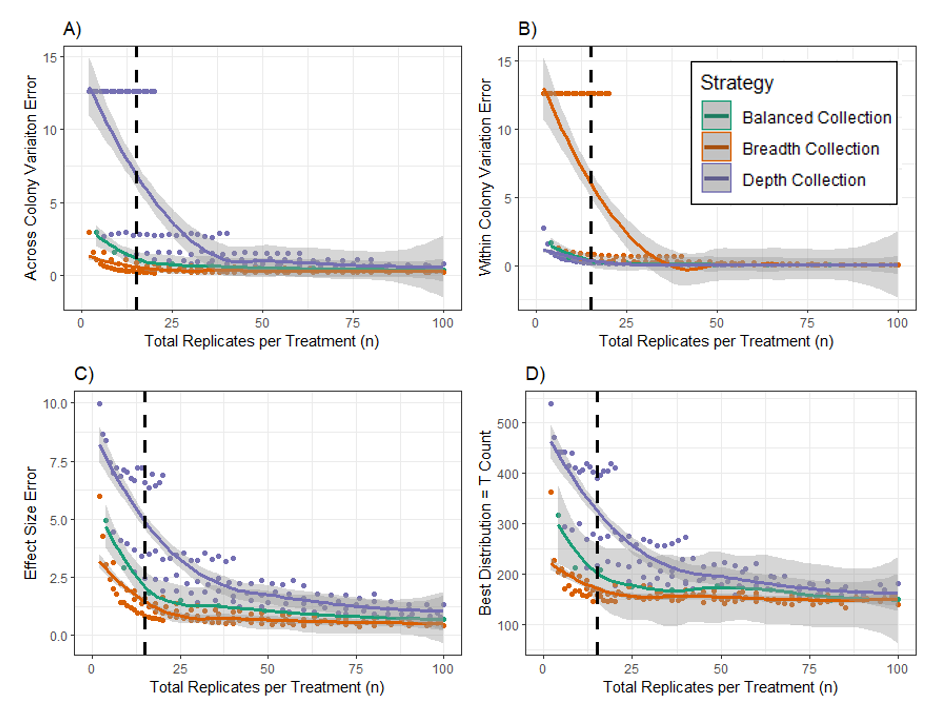 A)
Across Colony Variaiton Error
15
10
5
0
0 25 50 75 100
Total Replicates per Treatment (n)
B)
Within Colony Variation Error
15
10
5
0
0 25 50 75 100
Total Replicates per Treatment (n)
Strategy
Balanced Collection
Breadth Collection
Depth Collection
C)
Effect Size Error
10.0
7.5
5.0
2.5
0.0
0 25 50 75 100
Total Replicates per Treatment (n)
D)
Best Distribution = T Count
500
400
300
200
100
0 25 50 75 100
Total Replicates per Treatment (n)